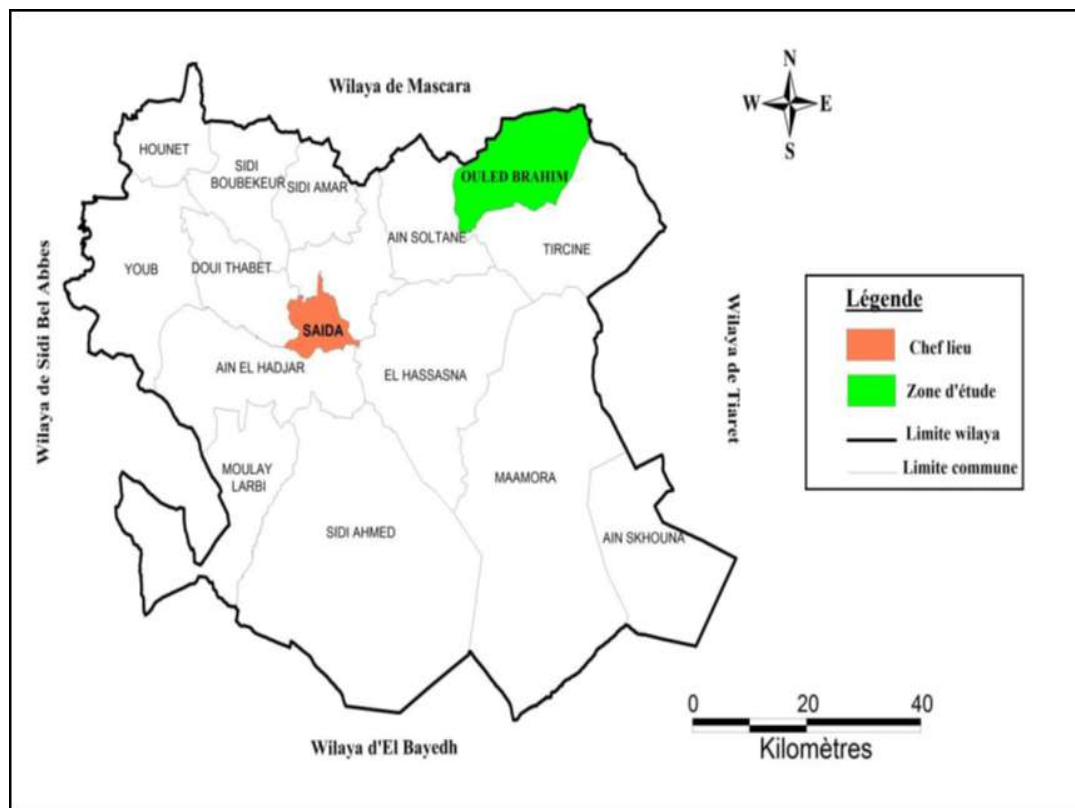 Wilaya de Mascara
N
W E
S
HOUNET
SIDI
BOUBEKEUR
SIDI AMAR
OULED BRAHIM
AIN SOLTANE
TIRCINE
YOUB
DOUI THABET
SAIDA
AIN EL HADJAR
EL HASSASNA
MOULAY
LARBI
MAAMORA
SIDI AHMED
AIN SKHOUNA
Wilaya de Sidi Bel Abbes
Wilaya de Tiaret
Wilaya d'El Bayedh
Légende
Chef lieu
Zone d'étude
Limite wilaya
Limite commune
0 20 40
Kilomètres